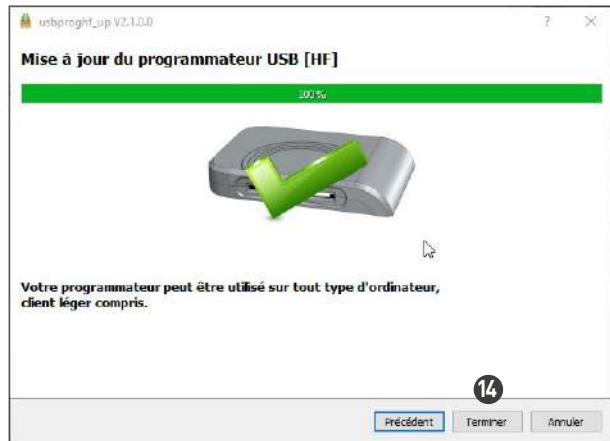 usbproghf_up V2.1.0.0
Mise à jour du programmateur USB [HF]
100%
Votre programmateur peut être utilisé sur tout type d'ordinateur,
client léger compris.
14
Précédent Terminer Annuler